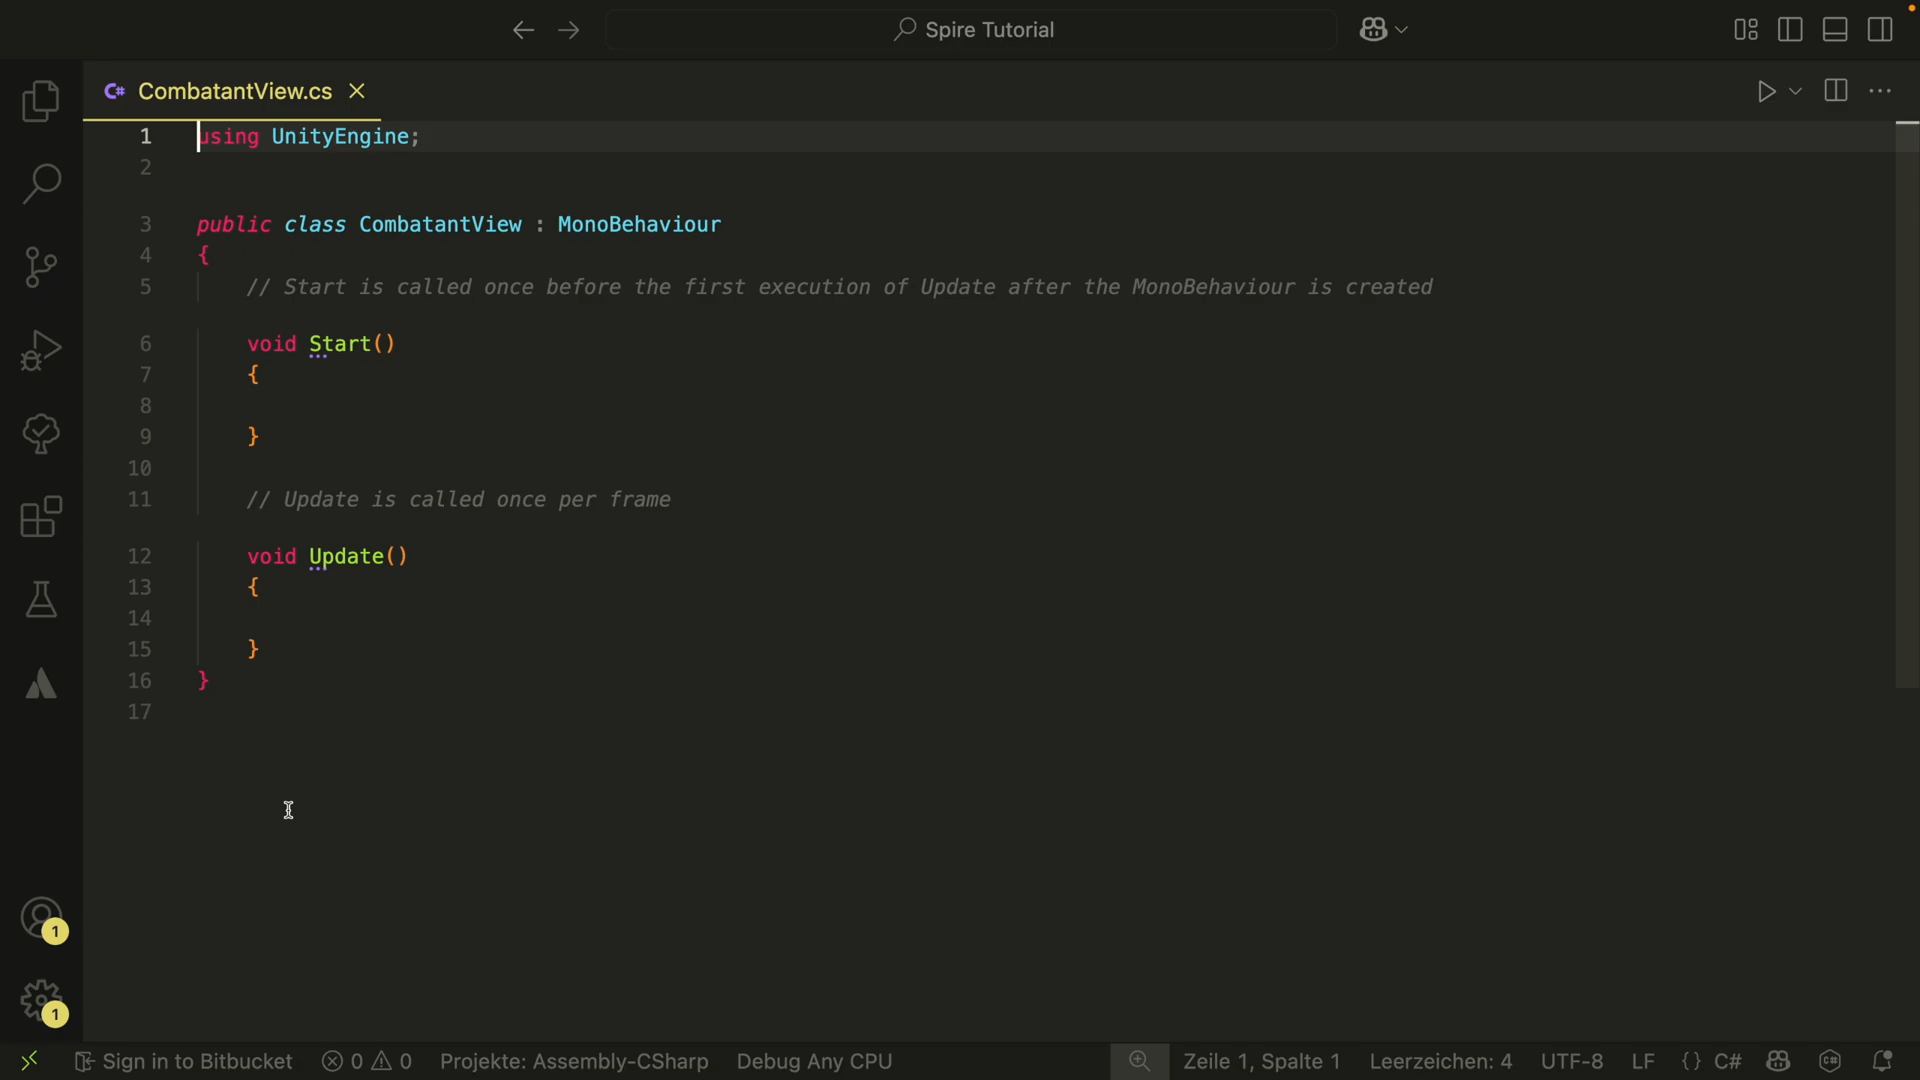 Spire Tutorial
CombatantView.cs
1 using UnityEngine;
2
3 public class CombatantView : MonoBehaviour
4 {
5 // Start is called once before the first execution of Update after the MonoBehaviour is created
6 void Start()
7 {
8
9 }
10
11 // Update is called once per frame
12 void Update()
13 {
14
15 }
16 }
17
1
1
Sign in to Bitbucket 0 0 Projekte: Assembly-CSharp Debug Any CPU Zeile 1, Spalte 1 Leerzeichen: 4 UTF-8 LF {} C#